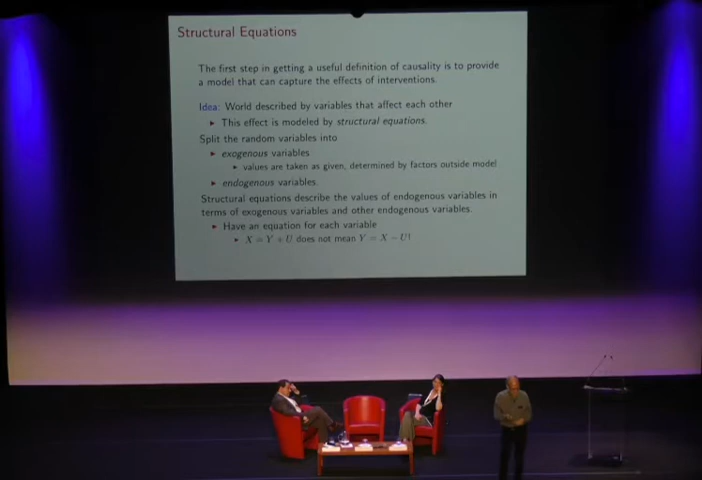 Structural Equations
The first step in getting a useful definition of causality is to provide
a model that can capture the effects of interventions.
Idea: World described by variables that affect each other
▸ This effect is modeled by structural equations.
Split the random variables into
▸ exogenous variables
▸ values are taken as given, determined by factors outside model
▸ endogenous variables.
Structural equations describe the values of endogenous variables in
terms of exogenous variables and other endogenous variables.
▸ Have an equation for each variable
▸ X = Y + U does not mean Y = X − U!